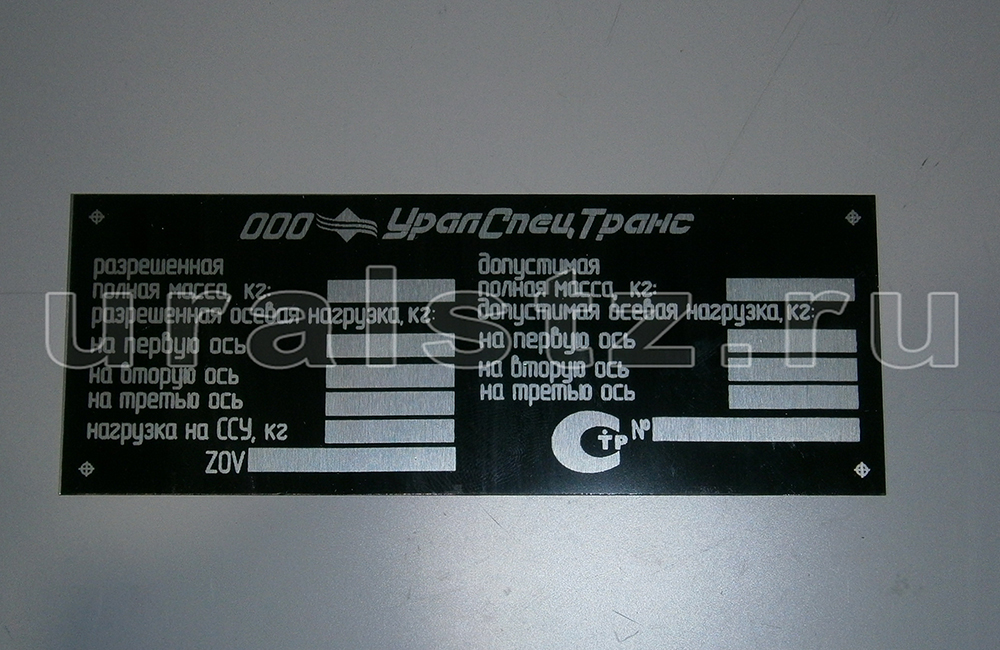 ООО УралСпецТранс
разрешенная
полная масса, кг:
разрешенная осевая нагрузка, кг:
на первую ось
на вторую ось
на третью ось
нагрузка на ССУ, кг
ZOV
допустимая
полная масса, кг:
допустимая осевая нагрузка, кг:
на первую ось
на вторую ось
на третью ось
СТР №
uralstz.ru